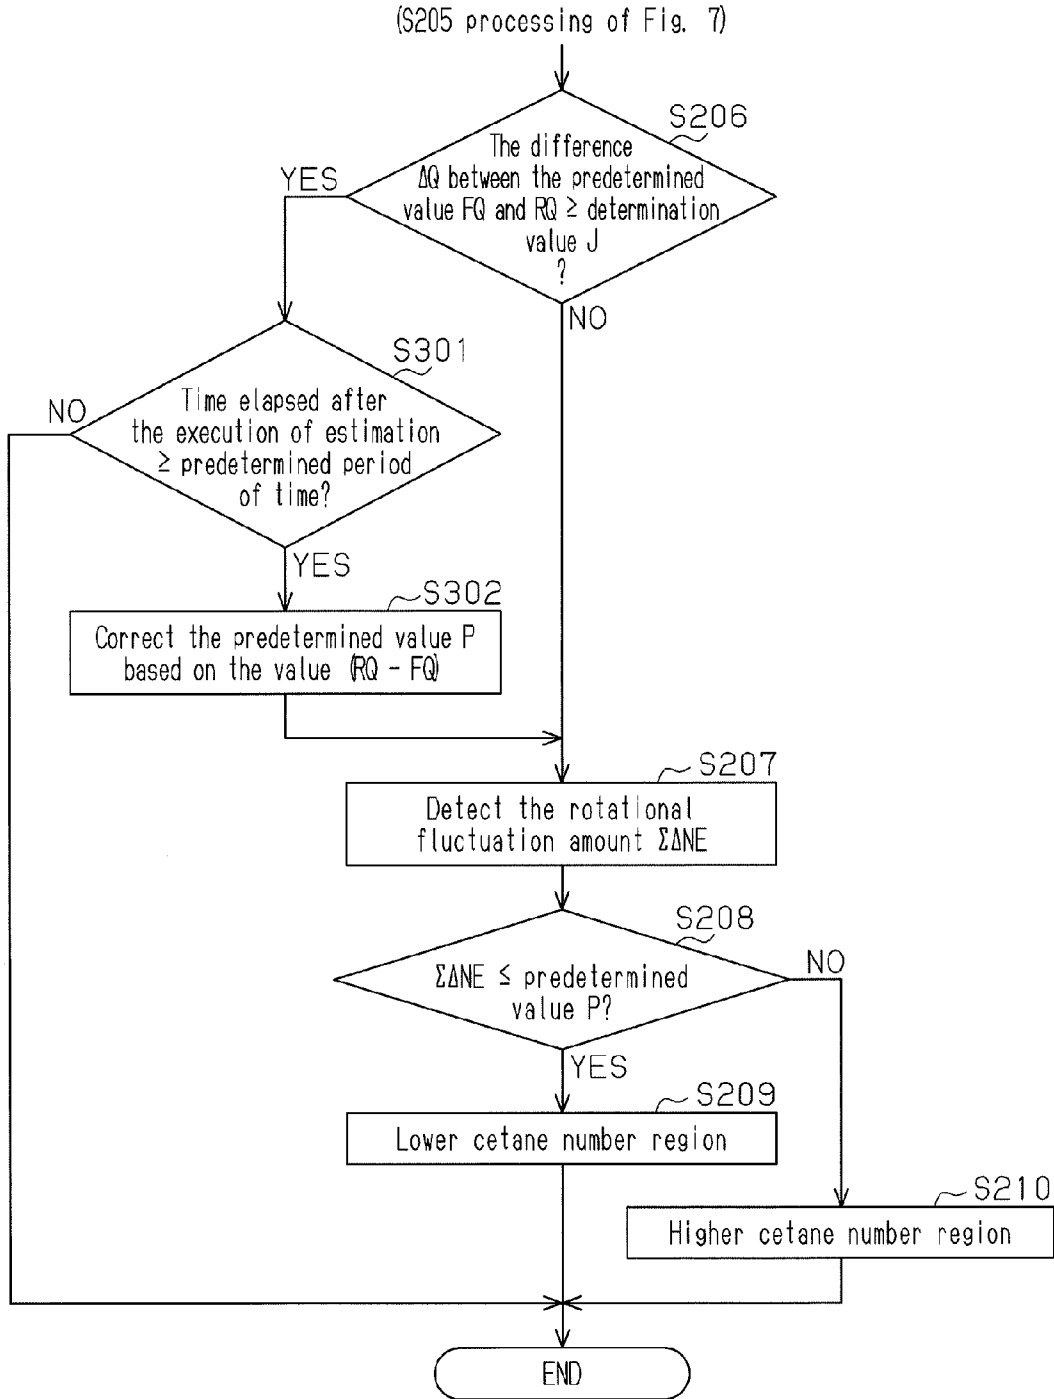 (S205 processing of Fig. 7)
S206
The difference
ΔQ between the predetermined
value FQ and RQ ≥ determination
value J
?
YES
NO
S301
Time elapsed after
the execution of estimation
≥ predetermined period
of time?
NO
YES
S302
Correct the predetermined value P
based on the value (RQ - FQ)
S207
Detect the rotational
fluctuation amount ΣΔNE
S208
ΣΔNE ≤ predetermined
value P?
NO
YES
S209
Lower cetane number region
S210
Higher cetane number region
END